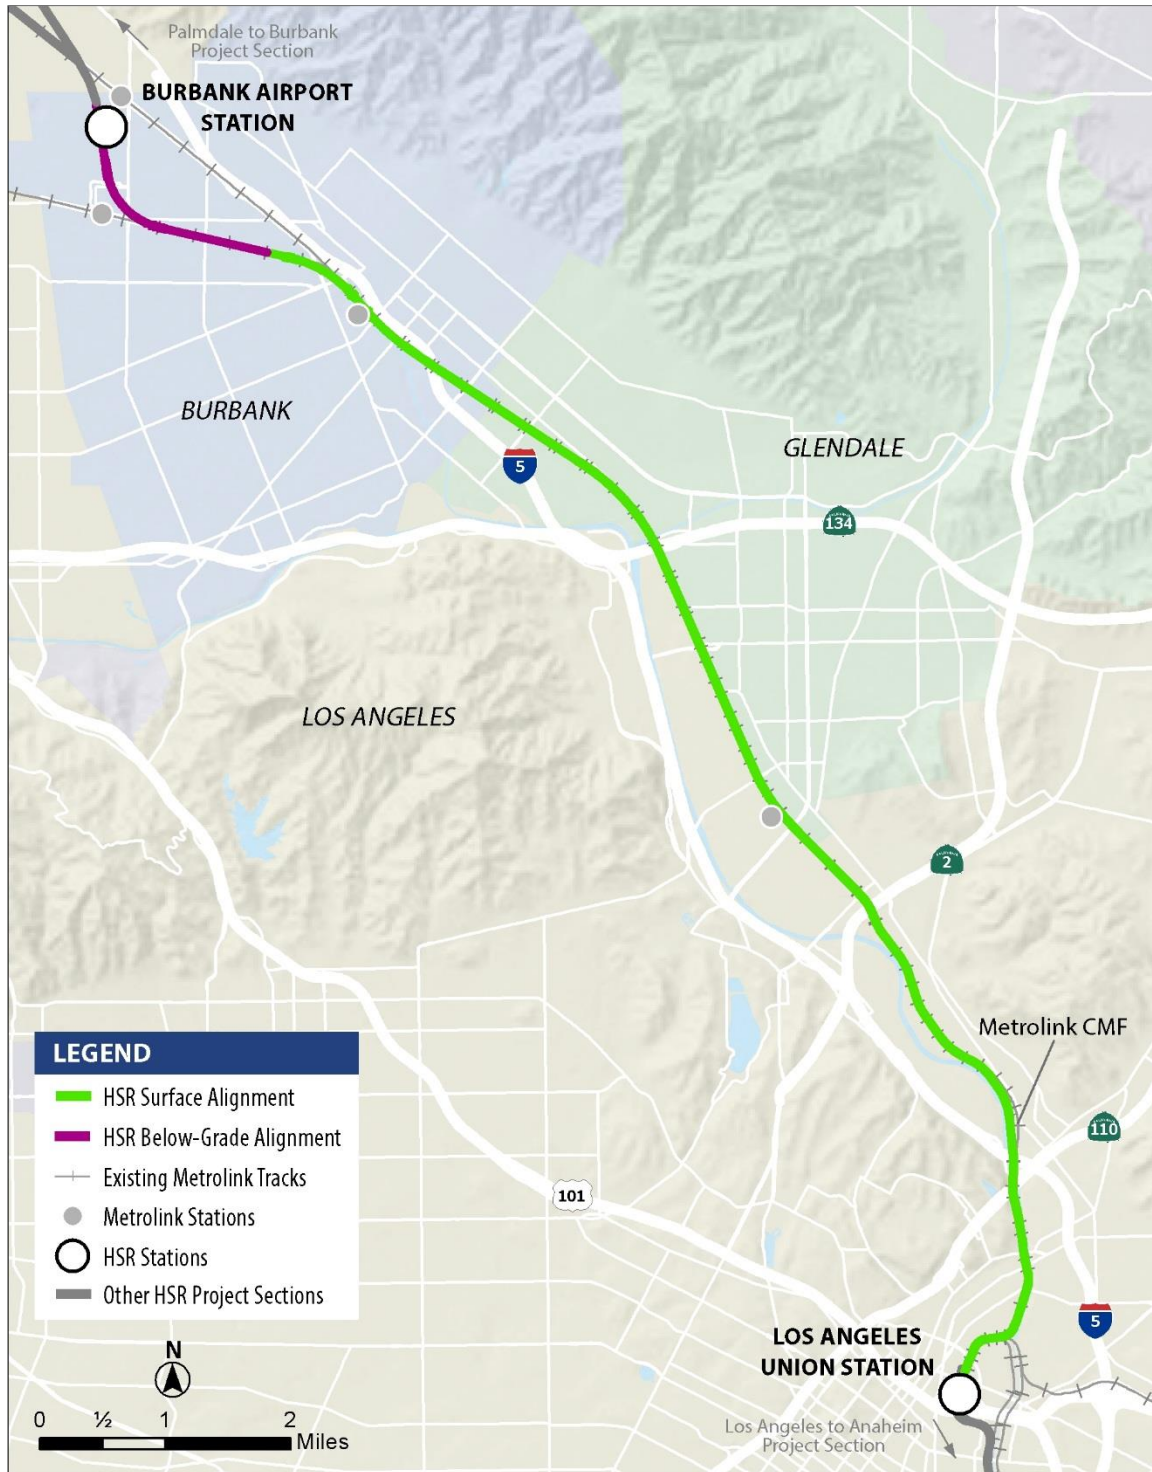 Palmdale to Burbank
Project Section
BURBANK AIRPORT
STATION
BURBANK
5
GLENDALE
134
LOS ANGELES
2
Metrolink CMF
110
101
5
LOS ANGELES
UNION STATION
Los Angeles to Anaheim
Project Section
LEGEND
HSR Surface Alignment
HSR Below-Grade Alignment
Existing Metrolink Tracks
Metrolink Stations
HSR Stations
Other HSR Project Sections
N
0 ½ 1 2
Miles